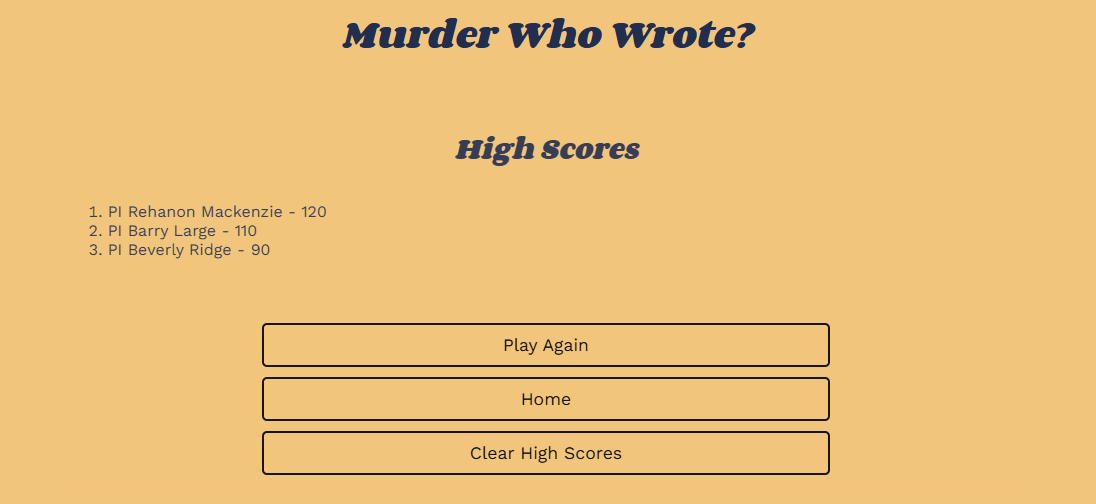 Murder Who Wrote?
High Scores
1. PI Rehanon Mackenzie - 120
2. PI Barry Large - 110
3. PI Beverly Ridge - 90
Play Again
Home
Clear High Scores